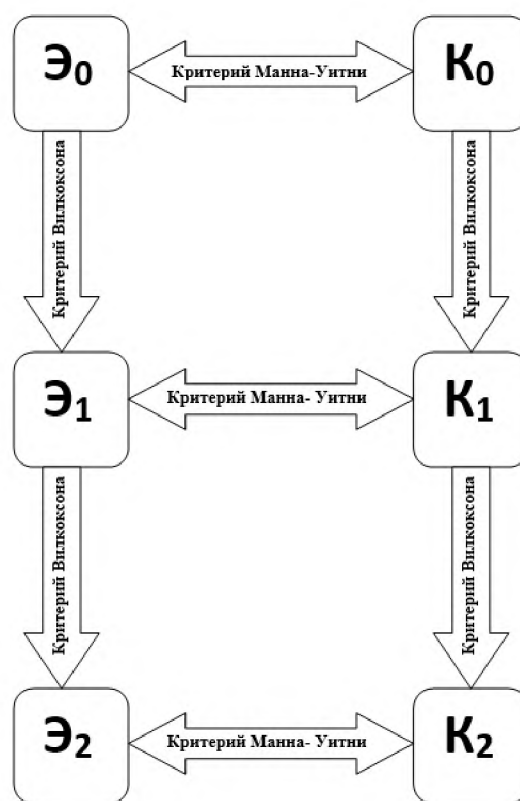 Э0 Критерий Манна-Уитни К0
Критерий Вилкоксона Критерий Вилкоксона
Э1 Критерий Манна- Уитни К1
Критерий Вилкоксона Критерий Вилкоксона
Э2 Критерий Манна- Уитни К2